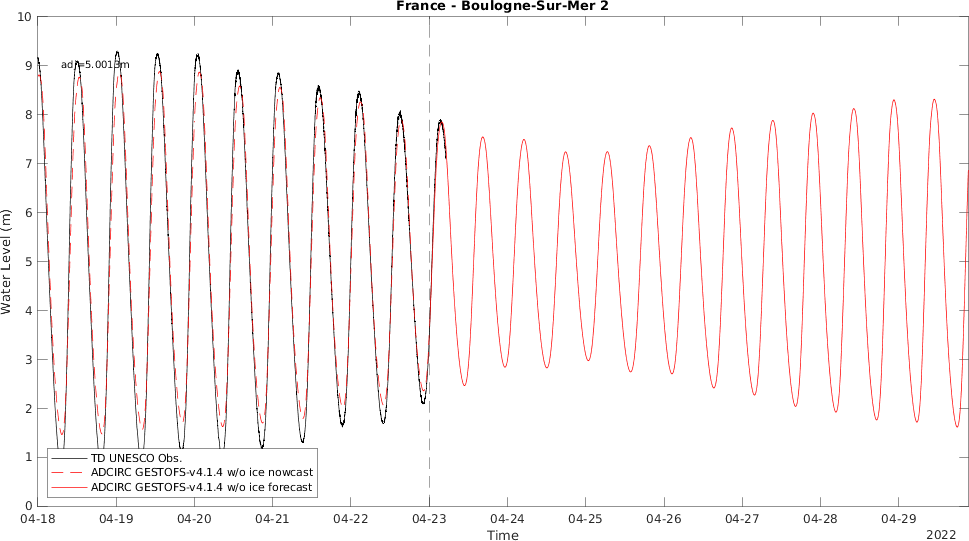 France - Boulogne-Sur-Mer 2
10
9
8
7
6
5
4
3
2
1
0
Water Level (m)
=5.0013m
TD UNESCO Obs.
ADCIRC GESTOFS-v4.1.4 w/o ice nowcast
ADCIRC GESTOFS-v4.1.4 w/o ice forecast
04-18 04-19 04-20 04-21 04-22 04-23 04-24 04-25 04-26 04-27 04-28 04-29
Time
2022